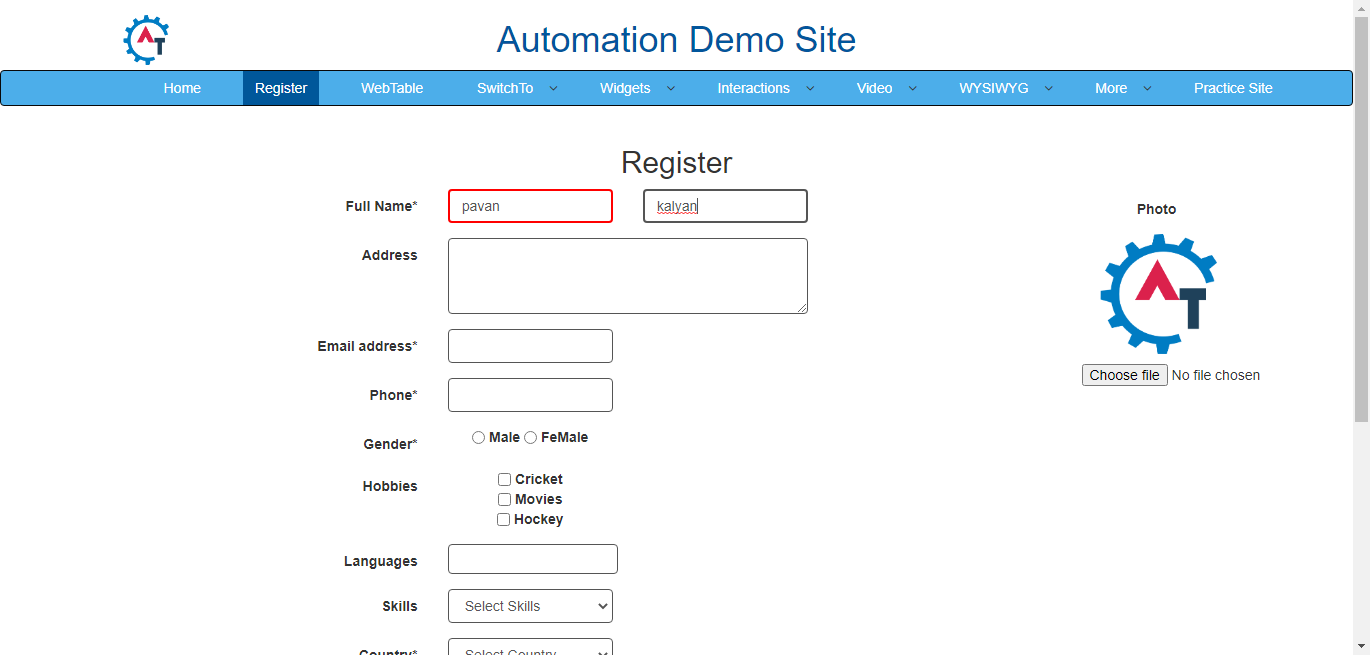 AT
Automation Demo Site
Home Register WebTable SwitchTo Widgets Interactions Video WYSIWYG More Practice Site
Register
Full Name* pavan kalyan
Photo
Address
AT
Email address*
Choose file No file chosen
Phone*
Gender* Male FeMale
Hobbies Cricket
Movies
Hockey
Languages
Skills Select Skills
Country* Select Country